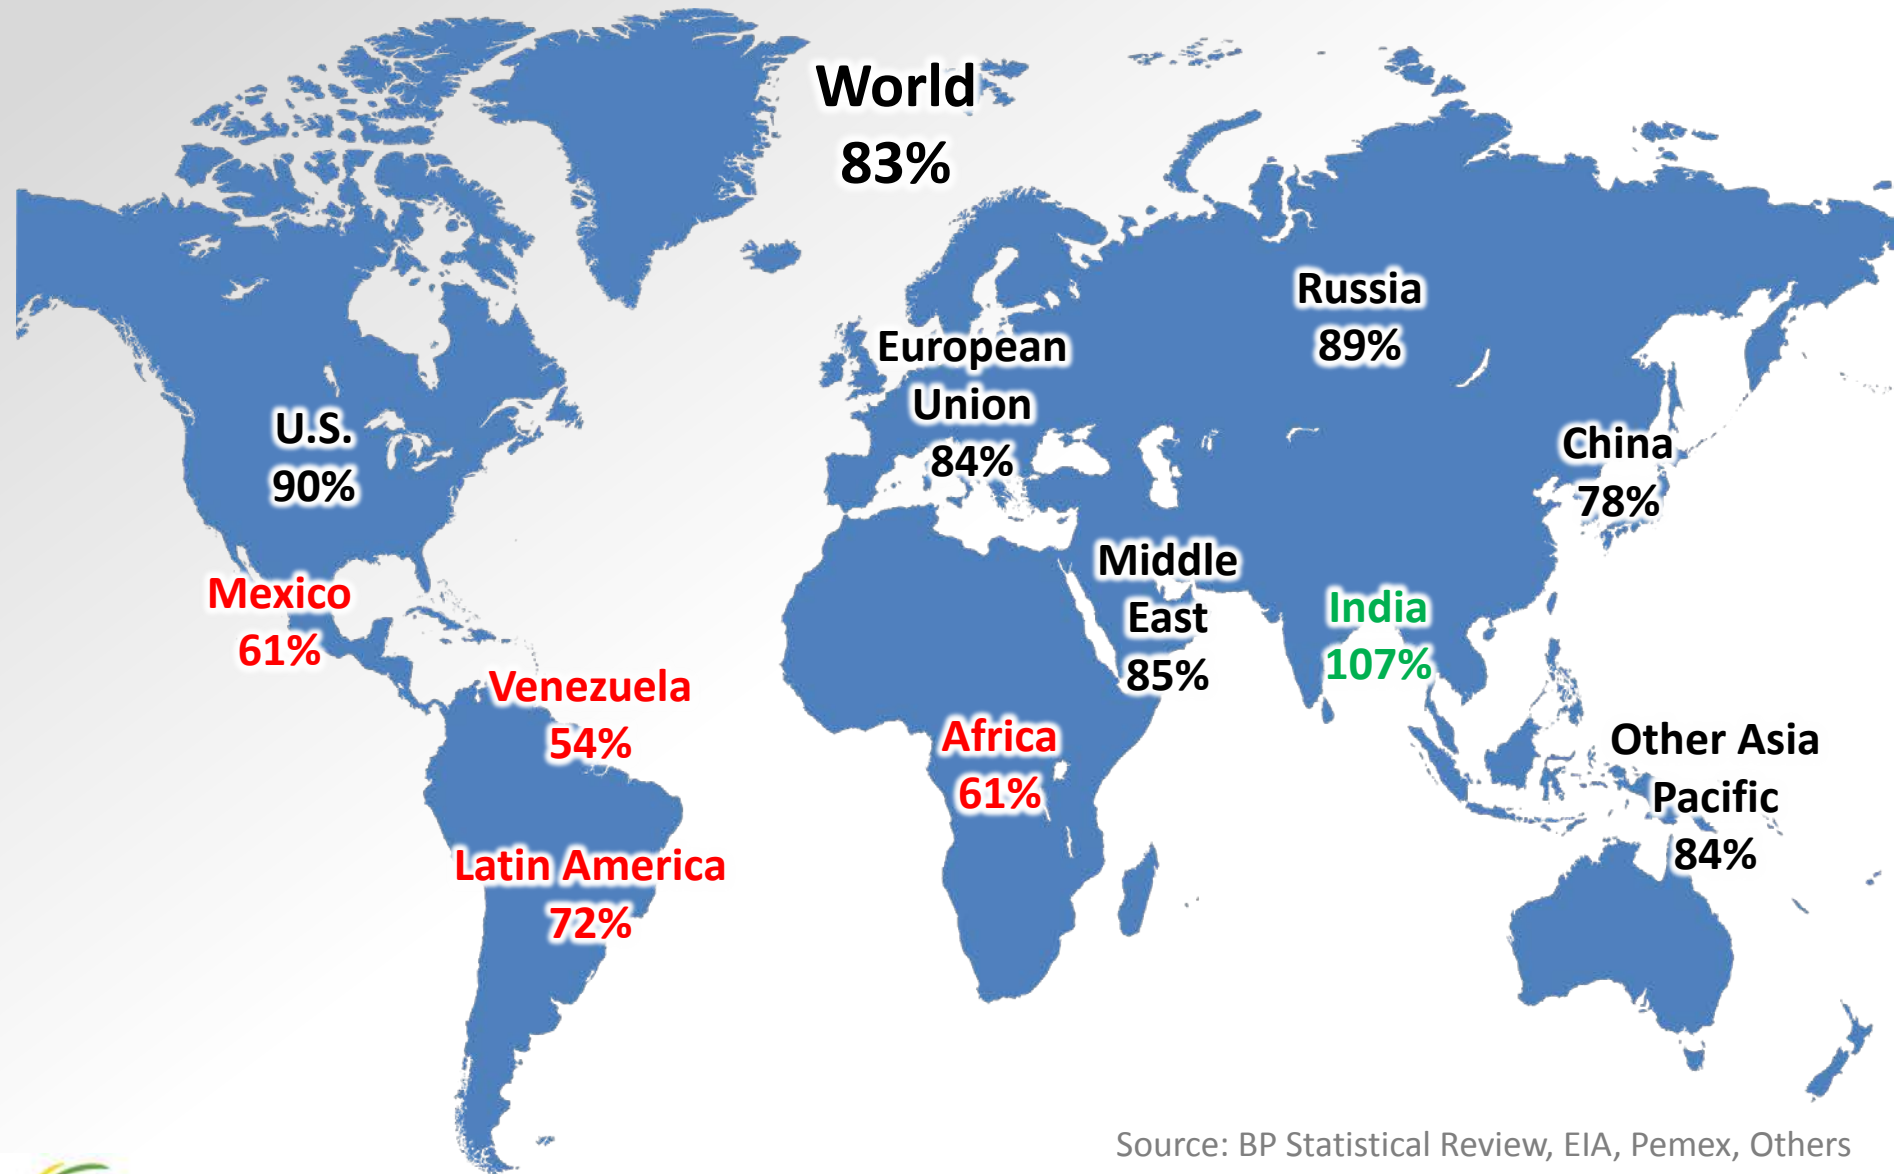 World
83%
Russia
89%
European
Union
84%
U.S.
90%
China
78%
Middle
East
85%
Mexico
61%
India
107%
Venezuela
54%
Africa
61%
Other Asia
Pacific
84%
Latin America
72%
Source: BP Statistical Review, EIA, Pemex, Others